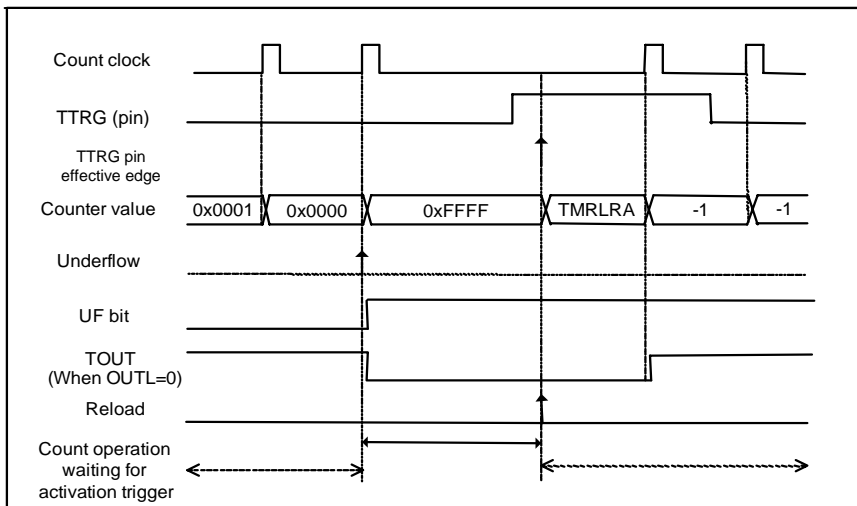 Count clock
TTRG (pin)
TTRG pin
effective edge
Counter value
0x0001 0x0000 0xFFFF TMRLRA -1 -1
Underflow
UF bit
TOUT
(When OUTL=0)
Reload
Count operation
waiting for
activation trigger